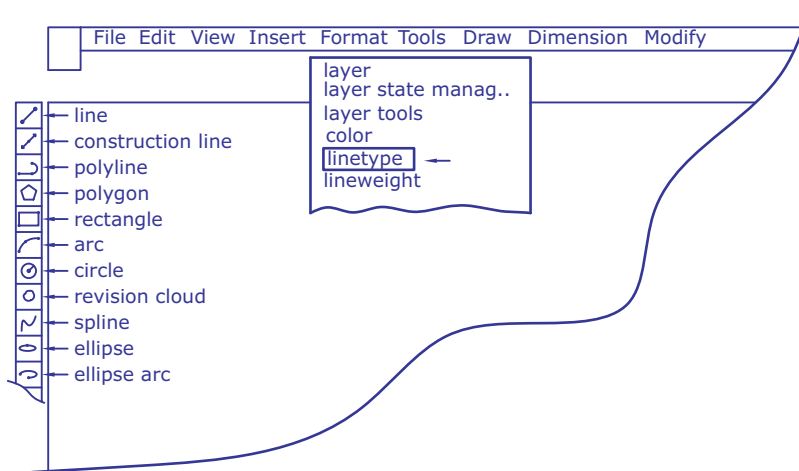 File Edit View Insert Format Tools Draw Dimension Modify
layer
layer state manag..
layer tools
color
linetype
lineweight
line
construction line
polyline
polygon
rectangle
arc
circle
revision cloud
spline
ellipse
ellipse arc